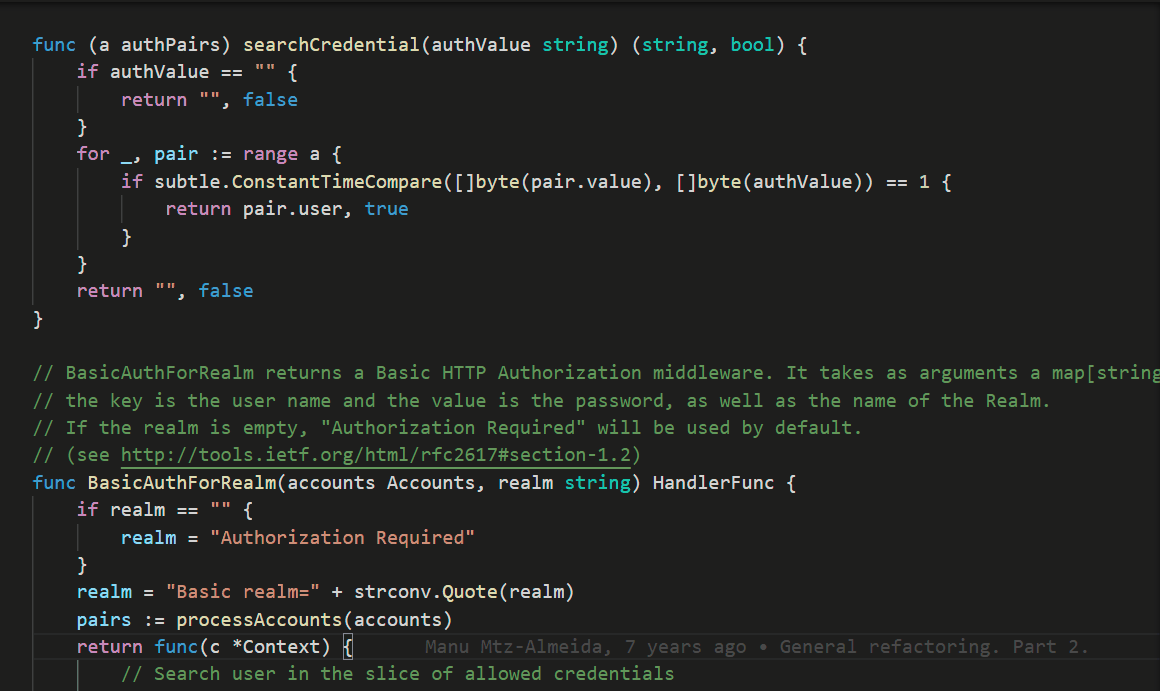 func (a authPairs) searchCredential(authValue string) (string, bool) {
    if authValue == "" {
        return "", false
    }
    for _, pair := range a {
        if subtle.ConstantTimeCompare([]byte(pair.value), []byte(authValue)) == 1 {
            return pair.user, true
        }
    }
    return "", false
}

// BasicAuthForRealm returns a Basic HTTP Authorization middleware. It takes as arguments a map[string
// the key is the user name and the value is the password, as well as the name of the Realm.
// If the realm is empty, "Authorization Required" will be used by default.
// (see http://tools.ietf.org/html/rfc2617#section-1.2)
func BasicAuthForRealm(accounts Accounts, realm string) HandlerFunc {
    if realm == "" {
        realm = "Authorization Required"
    }
    realm = "Basic realm=" + strconv.Quote(realm)
    pairs := processAccounts(accounts)
    return func(c *Context) {      Manu Mtz-Almeida, 7 years ago • General refactoring. Part 2.
        // Search user in the slice of allowed credentials